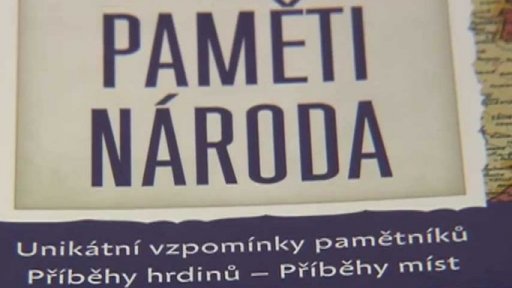 PAMĚTI
NÁRODA
Unikátní vzpomínky pamětníků
Příběhy hrdinů – Příběhy míst